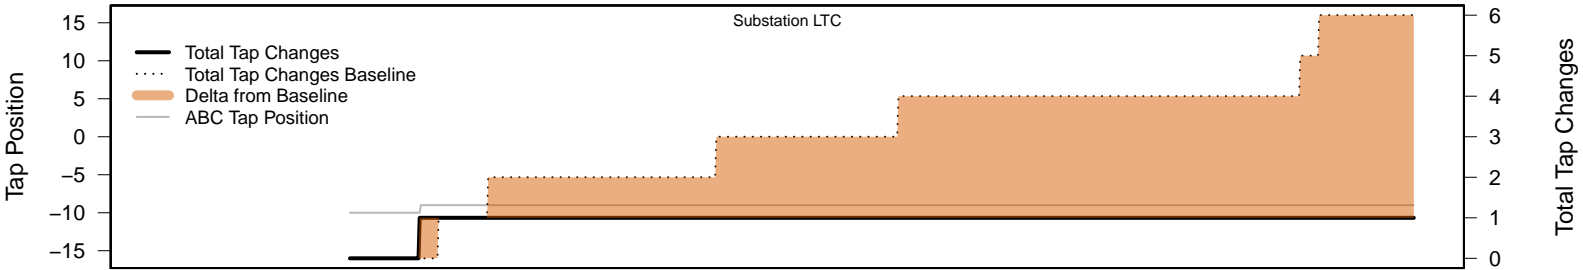 Substation LTC
Total Tap Changes
Total Tap Changes Baseline
Delta from Baseline
ABC Tap Position
Tap Position
15
10
5
0
−5
−10
−15
Total Tap Changes
6
5
4
3
2
1
0